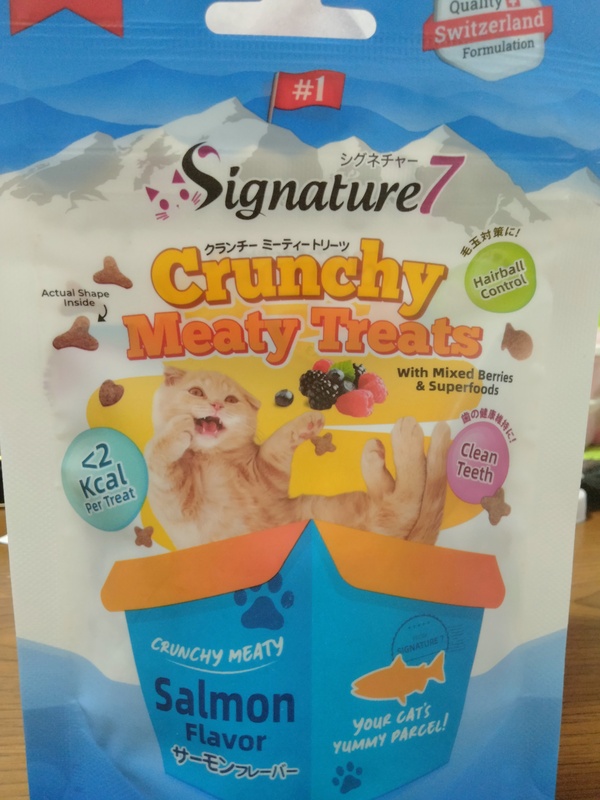 Quality
Switzerland
Formulation
#1
シグネチャー
Signature7
クランチー ミーティートリーツ
Crunchy
Meaty Treats
毛玉対策に!
Hairball
Control
Actual Shape
Inside
With Mixed Berries
& Superfoods
歯の健康維持に!
Clean
Teeth
<2
Kcal
Per Treat
CRUNCHY MEATY
Salmon
Flavor
サーモンフレーバー
SIGNATURE 7
YOUR CAT'S
YUMMY PARCEL!